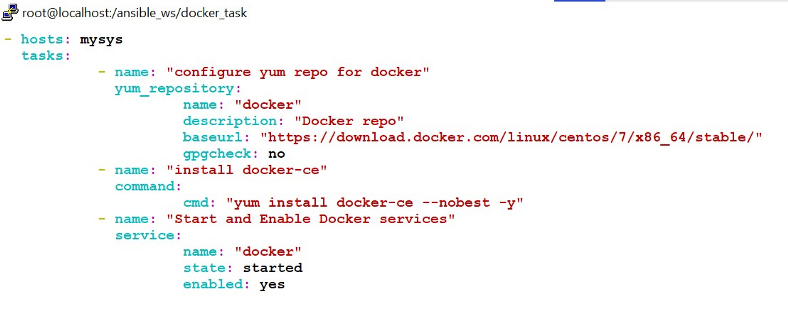 root@localhost:/ansible_ws/docker_task
- hosts: mysys
  tasks:
          - name: "configure yum repo for docker"
            yum_repository:
                    name: "docker"
                    description: "Docker repo"
                    baseurl: "https://download.docker.com/linux/centos/7/x86_64/stable/"
                    gpgcheck: no
          - name: "install docker-ce"
            command:
                    cmd: "yum install docker-ce --nobest -y"
          - name: "Start and Enable Docker services"
            service:
                    name: "docker"
                    state: started
                    enabled: yes